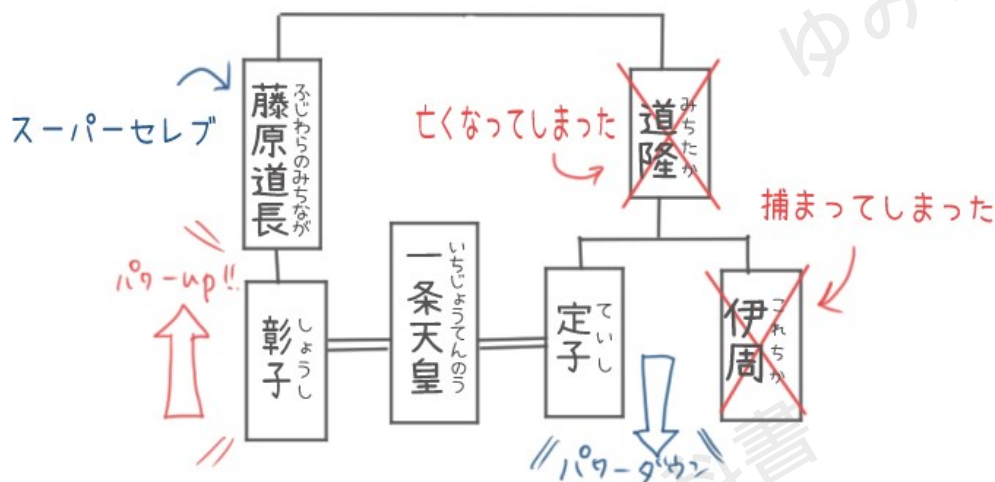 ゆみ
スーパーセレブ
藤原道長
ふじわらのみちなが
亡くなってしまった
道隆
みちたか
捕まってしまった
パワーup!!
彰子
しょうし
一条天皇
いちじょうてんのう
定子
ていし
伊周
これちか
パワーダウン
科書